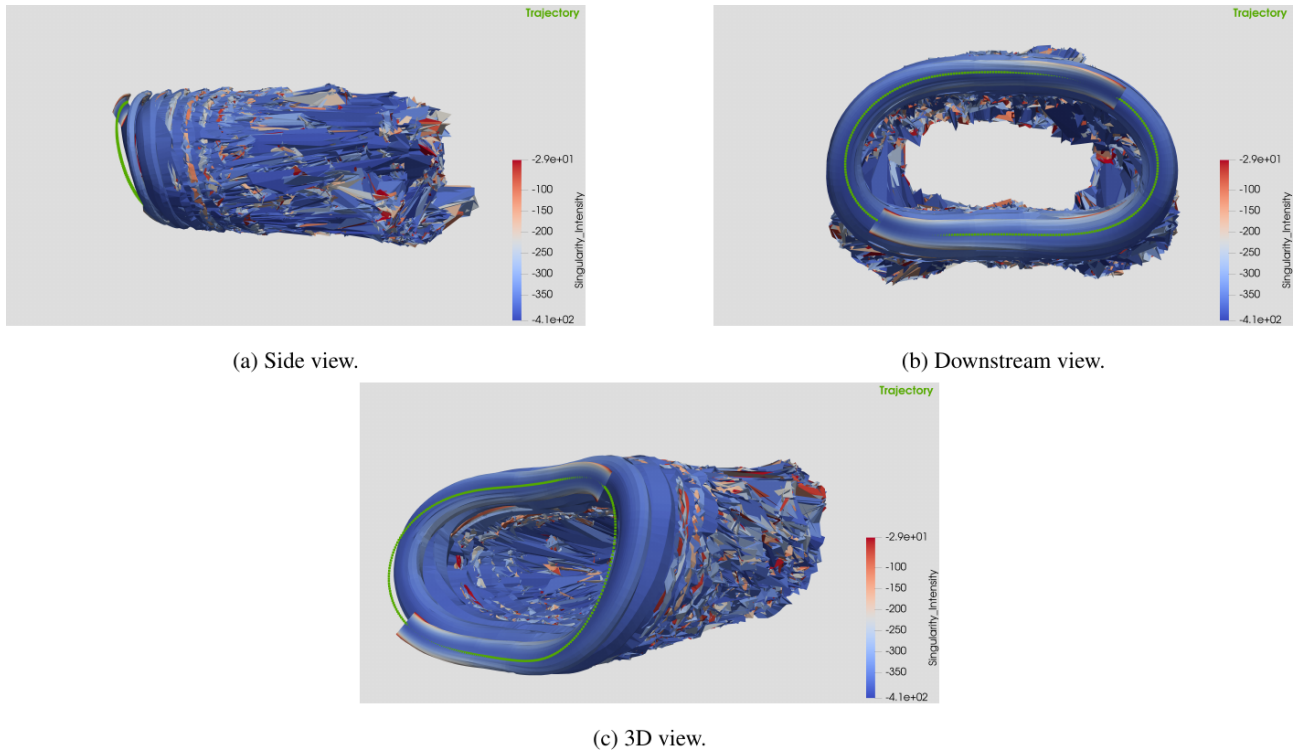 Trajectory
-2.9e+01
-100
-150
-200
-250
-300
-350
-4.1e+02
Singularity_Intensity
(a) Side view.
Trajectory
-2.9e+01
-100
-150
-200
-250
-300
-350
-4.1e+02
Singularity_Intensity
(b) Downstream view.
Trajectory
-2.9e+01
-100
-150
-200
-250
-300
-350
-4.1e+02
Singularity_Intensity
(c) 3D view.